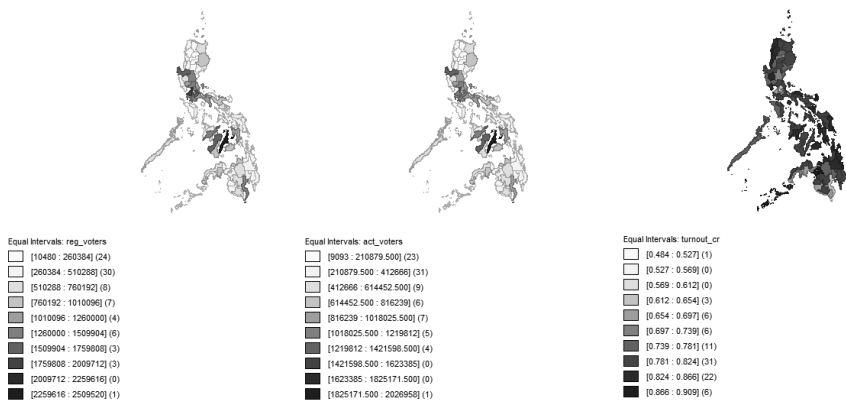 Equal Intervals: reg_voters
[10480 : 260384] (24)
[260384 : 510288] (30)
[510288 : 760192] (8)
[760192 : 1010096] (7)
[1010096 : 1260000] (4)
[1260000 : 1509904] (6)
[1509904 : 1759808] (3)
[1759808 : 2009712] (3)
[2009712 : 2259616] (0)
[2259616 : 2509520] (1)
Equal Intervals: act_voters
[9093 : 210879.500] (23)
[210879.500 : 412666] (31)
[412666 : 614452.500] (9)
[614452.500 : 816239] (6)
[816239 : 1018025.500] (7)
[1018025.500 : 1219812] (5)
[1219812 : 1421598.500] (4)
[1421598.500 : 1623385] (0)
[1623385 : 1825171.500] (0)
[1825171.500 : 2026958] (1)
Equal Intervals: turnout_cr
[0.484 : 0.527] (1)
[0.527 : 0.569] (0)
[0.569 : 0.612] (0)
[0.612 : 0.654] (3)
[0.654 : 0.697] (6)
[0.697 : 0.739] (6)
[0.739 : 0.781] (11)
[0.781 : 0.824] (31)
[0.824 : 0.866] (22)
[0.866 : 0.909] (6)